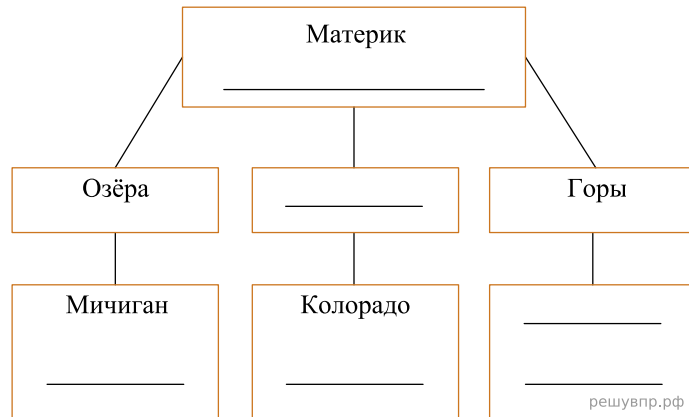 Материк
Озёра
Горы
Мичиган
Колорадо
решувпр.рф